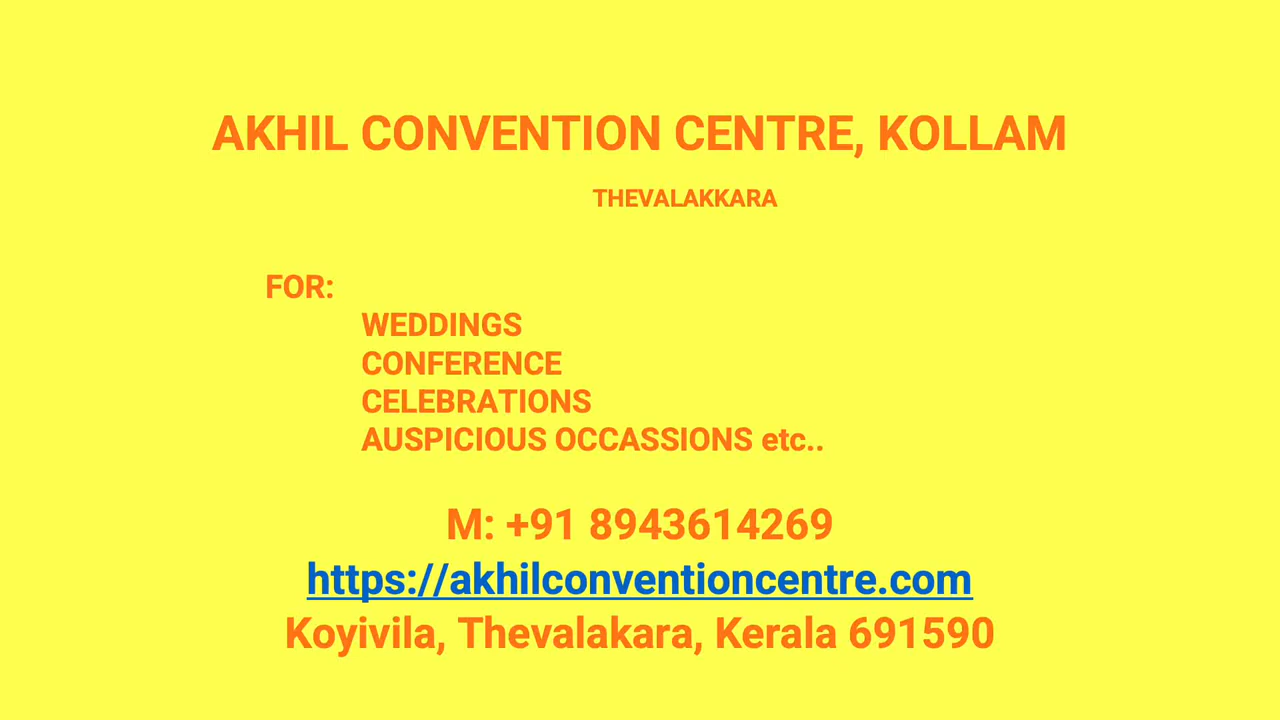 AKHIL CONVENTION CENTRE, KOLLAM
THEVALAKKARA
FOR:
WEDDINGS
CONFERENCE
CELEBRATIONS
AUSPICIOUS OCCASSIONS etc..
M: +91 8943614269
https://akhilconventioncentre.com
Koyivila, Thevalakara, Kerala 691590